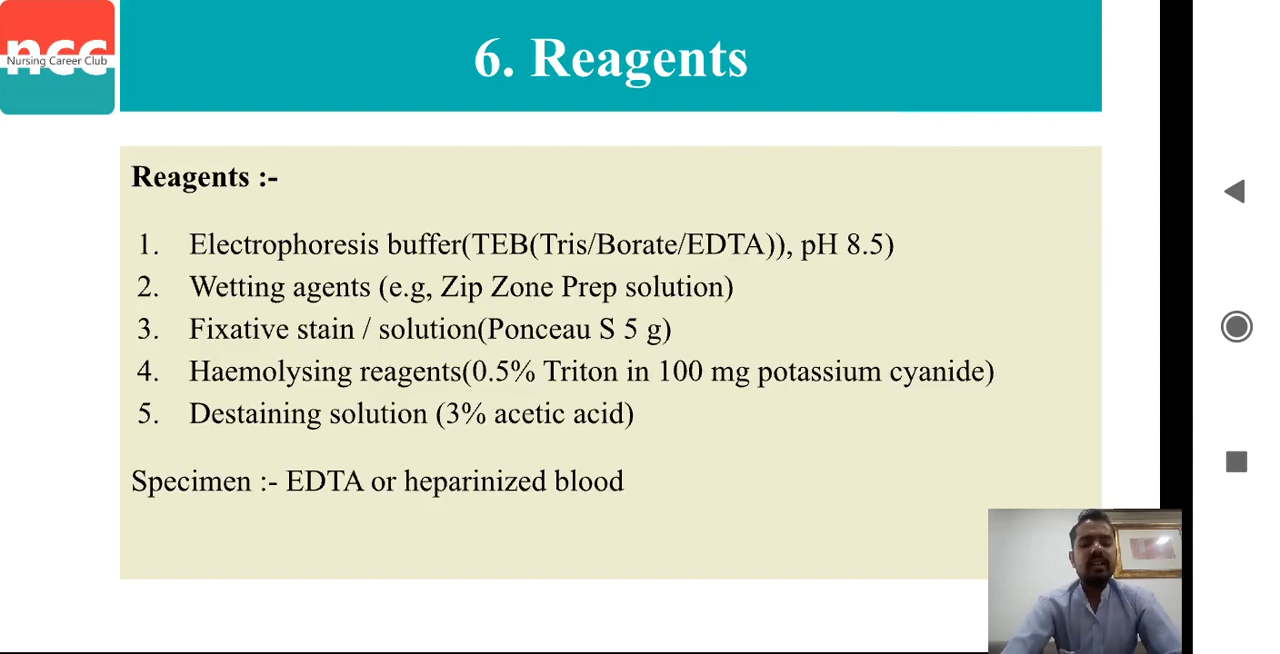 ncc
Nursing Career Club
6. Reagents
Reagents :-
1. Electrophoresis buffer(TEB(Tris/Borate/EDTA)), pH 8.5)
2. Wetting agents (e.g, Zip Zone Prep solution)
3. Fixative stain / solution(Ponceau S 5 g)
4. Haemolysing reagents(0.5% Triton in 100 mg potassium cyanide)
5. Destaining solution (3% acetic acid)
Specimen :- EDTA or heparinized blood